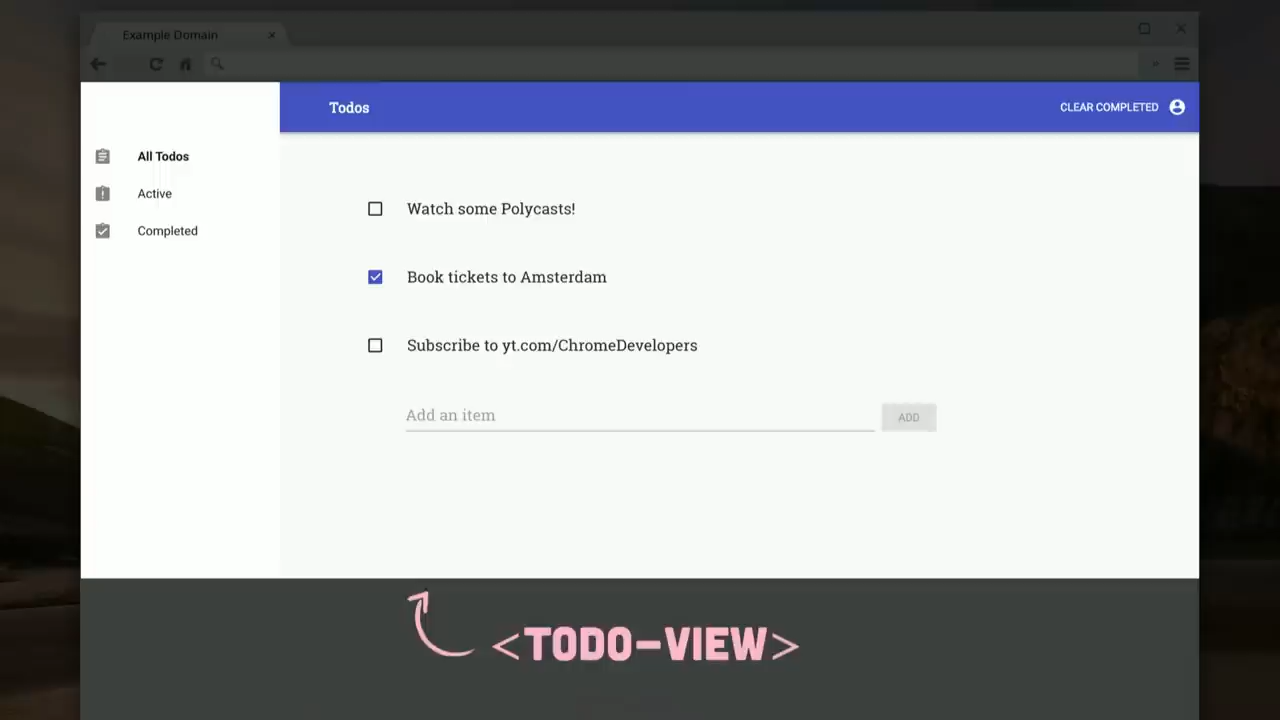 Example Domain
Todos
CLEAR COMPLETED
All Todos
Active
Completed
Watch some Polycasts!
Book tickets to Amsterdam
Subscribe to yt.com/ChromeDevelopers
Add an item
ADD
<TODO-VIEW>